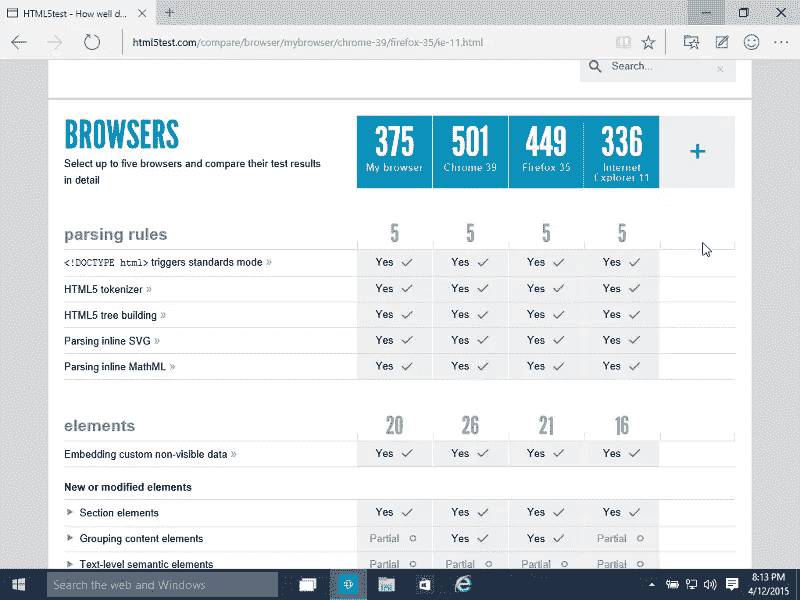 HTML5test - How well d...
html5test.com/compare/browser/mybrowser/chrome-39/firefox-35/ie-11.html
Search...
BROWSERS
Select up to five browsers and compare their test results
in detail
375 501 449 336 +
My browser Chrome 39 Firefox 35 Internet
Explorer 11
parsing rules 5 5 5 5
<!DOCTYPE html> triggers standards mode » Yes ✓ Yes ✓ Yes ✓ Yes ✓
HTML5 tokenizer » Yes ✓ Yes ✓ Yes ✓ Yes ✓
HTML5 tree building » Yes ✓ Yes ✓ Yes ✓ Yes ✓
Parsing inline SVG » Yes ✓ Yes ✓ Yes ✓ Yes ✓
Parsing inline MathML » Yes ✓ Yes ✓ Yes ✓ Yes ✓
elements 20 26 21 16
Embedding custom non-visible data » Yes ✓ Yes ✓ Yes ✓ Yes ✓
New or modified elements
Section elements Yes ✓ Yes ✓ Yes ✓ Yes ✓
Grouping content elements Partial ○ Yes ✓ Yes ✓ Partial ○
Text-level semantic elements Partial ○ Partial ○ Partial ○ Partial ○
Search the web and Windows
8:13 PM
4/12/2015